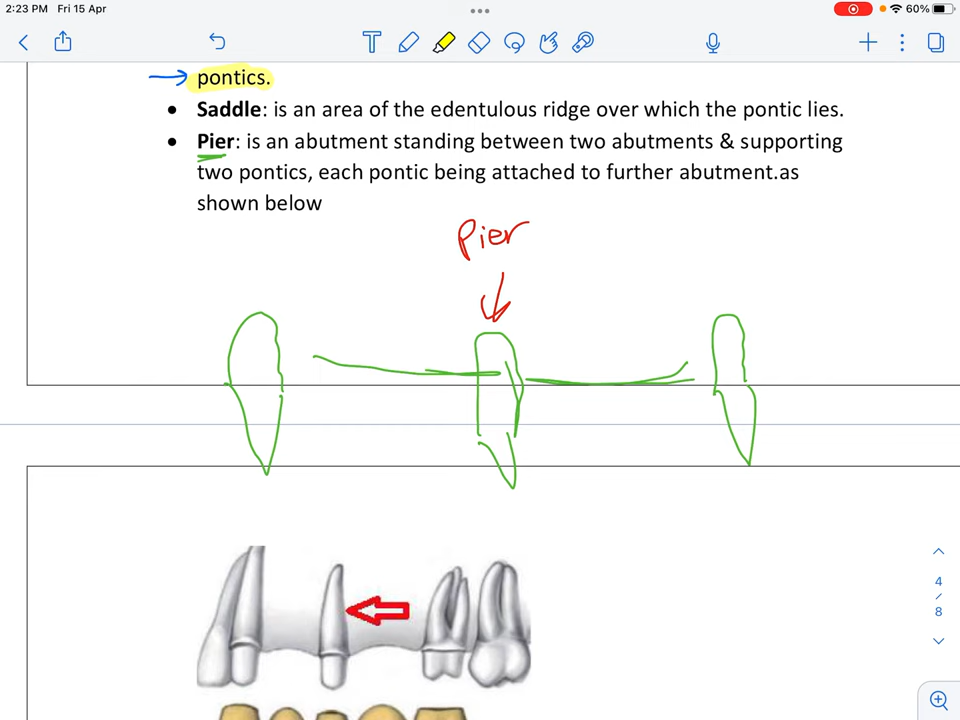 2:23 PM Fri 15 Apr
60%
pontics.
• Saddle: is an area of the edentulous ridge over which the pontic lies.
• Pier: is an abutment standing between two abutments & supporting
two pontics, each pontic being attached to further abutment.as
shown below
Pier
4
/
8